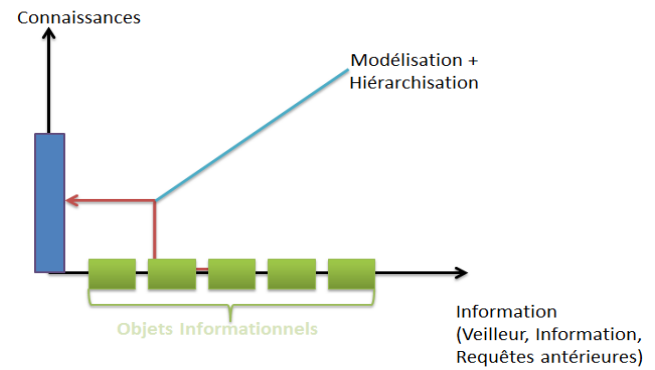 Connaissances
Modélisation +
Hiérarchisation
Objets Informationnels
Information
(Veilleur, Information,
Requêtes antérieures)